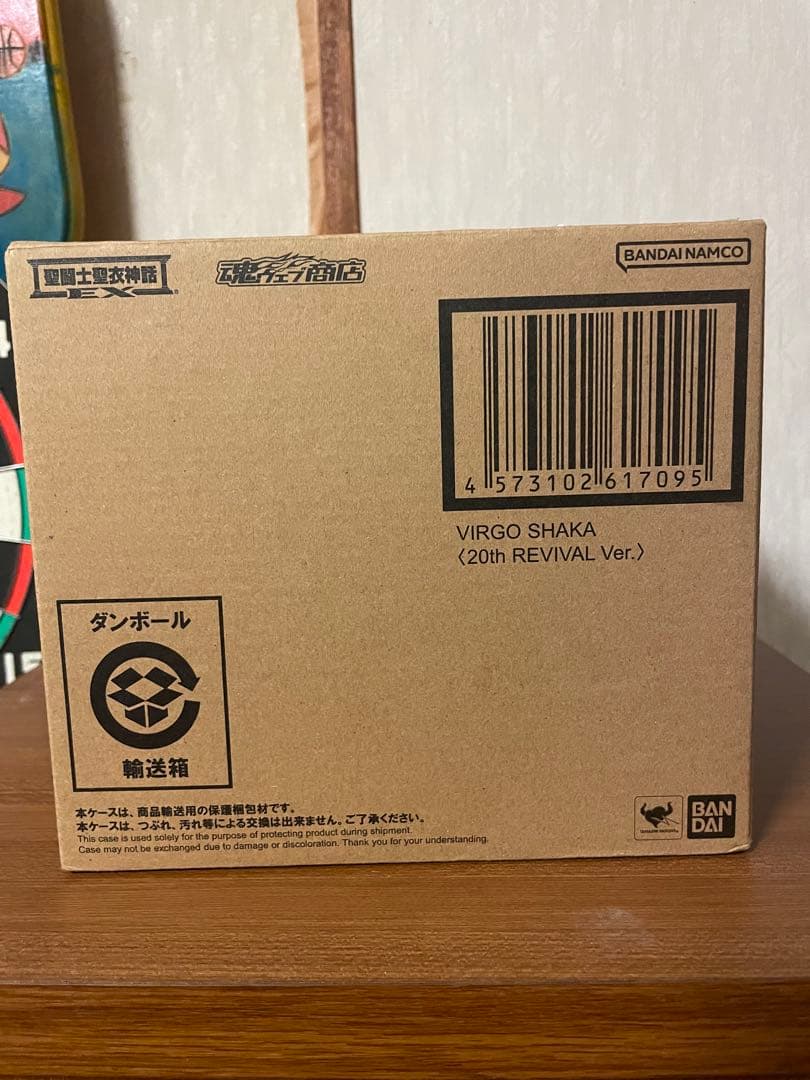 聖闘士聖衣神話
EX
魂ウェブ商店
BANDAI NAMCO
4 573102 617095
VIRGO SHAKA
〈20th REVIVAL Ver.〉
ダンボール
輸送箱
本ケースは、商品輸送用の保護梱包材です。
本ケースは、つぶれ、汚れ等による交換は出来ません。ご了承ください。
This case is used solely for the purpose of protecting product during shipment.
Case may not be exchanged due to damage or discoloration. Thank you for your understanding.
BAN
DAI
4
15